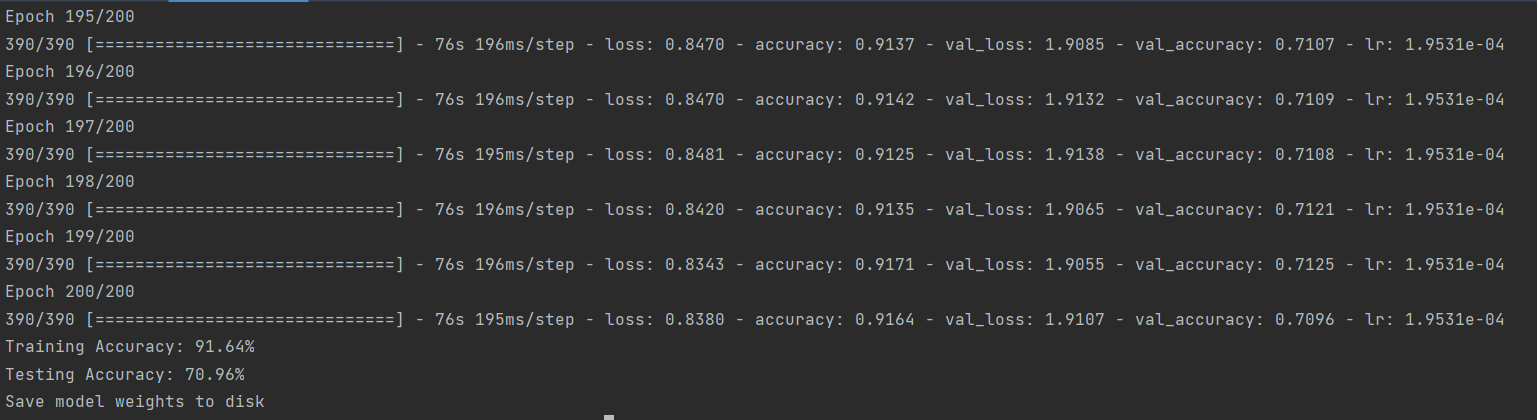 Epoch 195/200
390/390 [==============================] - 76s 196ms/step - loss: 0.8470 - accuracy: 0.9137 - val_loss: 1.9085 - val_accuracy: 0.7107 - lr: 1.9531e-04
Epoch 196/200
390/390 [==============================] - 76s 196ms/step - loss: 0.8470 - accuracy: 0.9142 - val_loss: 1.9132 - val_accuracy: 0.7109 - lr: 1.9531e-04
Epoch 197/200
390/390 [==============================] - 76s 195ms/step - loss: 0.8481 - accuracy: 0.9125 - val_loss: 1.9138 - val_accuracy: 0.7108 - lr: 1.9531e-04
Epoch 198/200
390/390 [==============================] - 76s 196ms/step - loss: 0.8420 - accuracy: 0.9135 - val_loss: 1.9065 - val_accuracy: 0.7121 - lr: 1.9531e-04
Epoch 199/200
390/390 [==============================] - 76s 196ms/step - loss: 0.8343 - accuracy: 0.9171 - val_loss: 1.9055 - val_accuracy: 0.7125 - lr: 1.9531e-04
Epoch 200/200
390/390 [==============================] - 76s 195ms/step - loss: 0.8380 - accuracy: 0.9164 - val_loss: 1.9107 - val_accuracy: 0.7096 - lr: 1.9531e-04
Training Accuracy: 91.64%
Testing Accuracy: 70.96%
Save model weights to disk